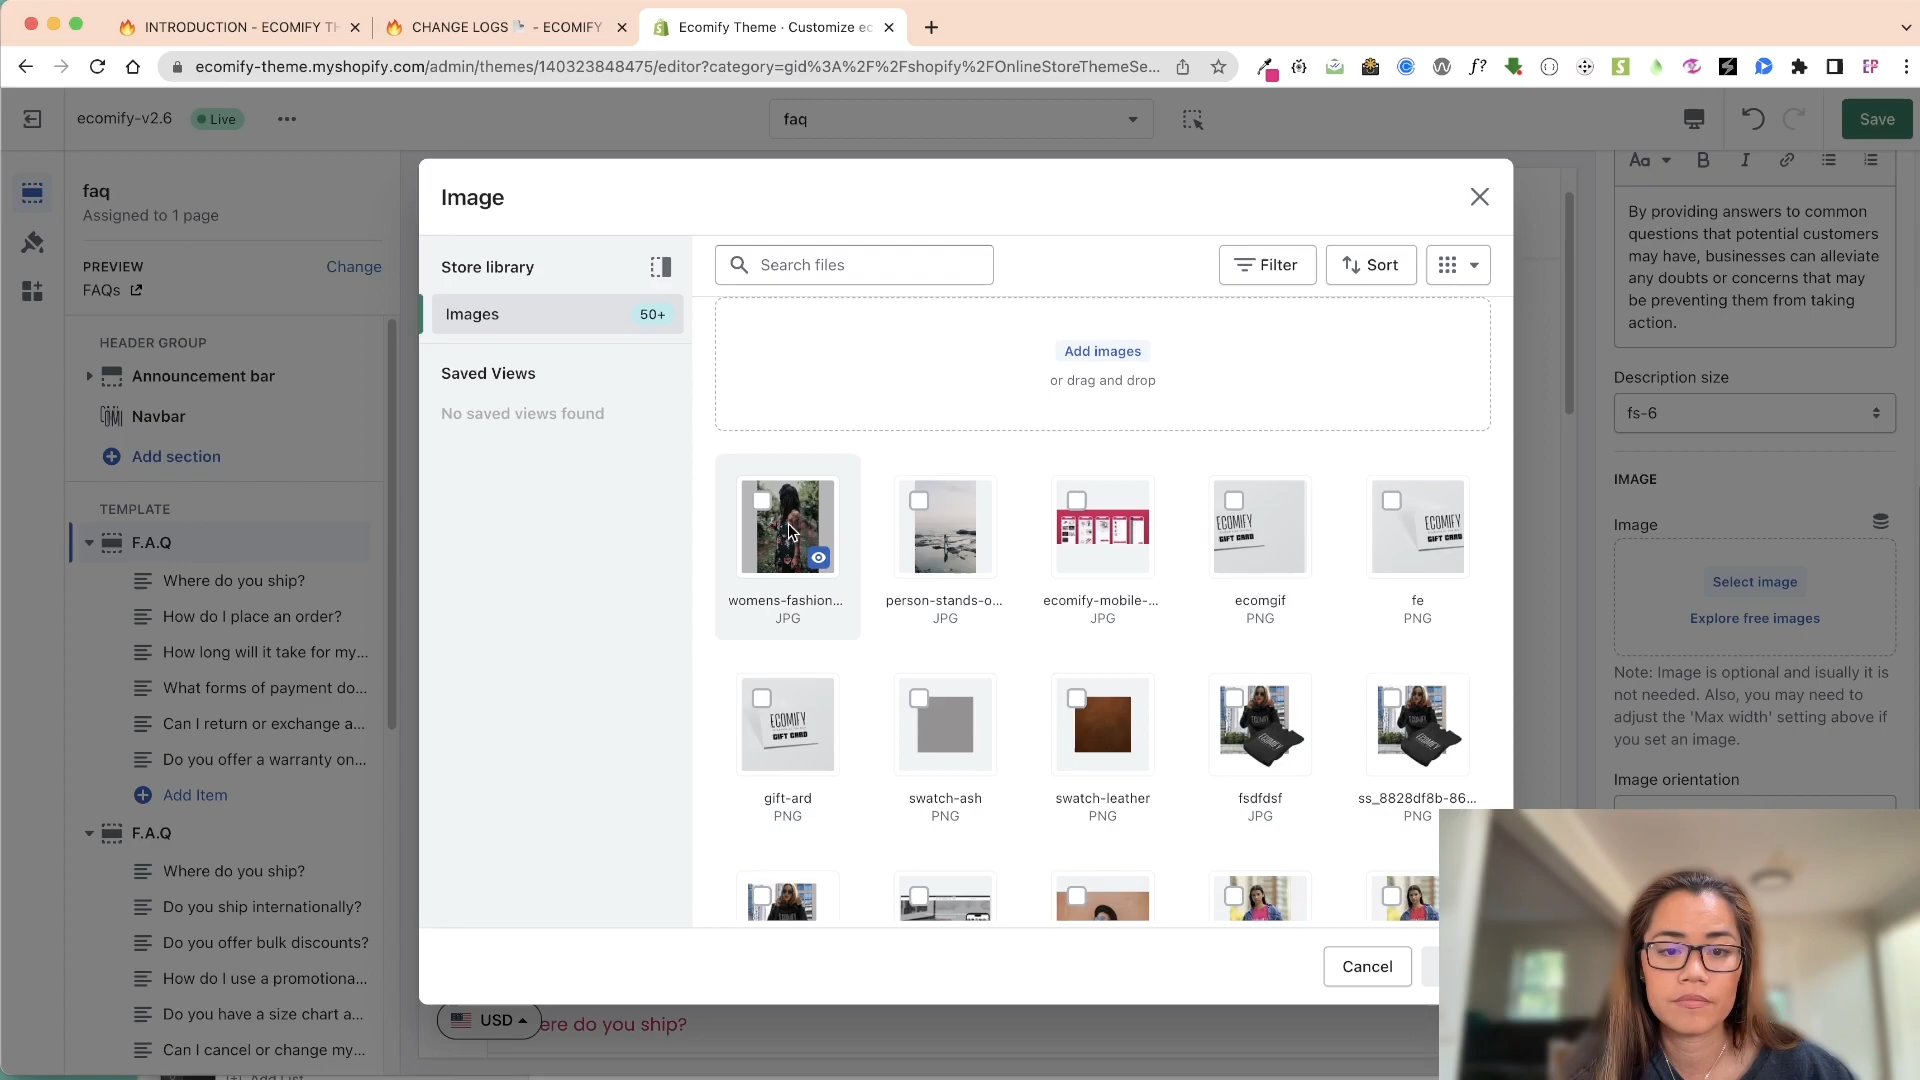 INTRODUCTION - ECOMIFY TH
CHANGE LOGS - ECOMIFY
Ecomify Theme · Customize ec
ecomify-theme.myshopify.com/admin/themes/140323848475/editor?category=gid%3A%2F%2Fshopify%2FOnlineStoreThemeSe...
ecomify-v2.6
Live
faq
Save
faq
Assigned to 1 page
PREVIEW
Change
FAQs
HEADER GROUP
Announcement bar
Navbar
Add section
TEMPLATE
F.A.Q
Where do you ship?
How do I place an order?
How long will it take for my...
What forms of payment do...
Can I return or exchange a...
Do you offer a warranty on...
Add Item
F.A.Q
Where do you ship?
Do you ship internationally?
Do you offer bulk discounts?
How do I use a promotiona...
Do you have a size chart a...
Can I cancel or change my...
Image
Store library
Images
50+
Saved Views
No saved views found
Search files
Filter
Sort
Add images
or drag and drop
womens-fashion...
JPG
person-stands-o...
JPG
ecomify-mobile-...
JPG
ECOMIFY
GIFT CARD
ecomgif
PNG
ECOMIFY
GIFT CARD
fe
PNG
ECOMIFY
GIFT CARD
gift-ard
PNG
swatch-ash
PNG
swatch-leather
PNG
fsdfdsf
JPG
ss_8828df8b-86...
PNG
Cancel
USD
ere do you ship?
Aa
B
I
By providing answers to common
questions that potential customers
may have, businesses can alleviate
any doubts or concerns that may
be preventing them from taking
action.
Description size
fs-6
IMAGE
Image
Select image
Explore free images
Note: Image is optional and isually it is
not needed. Also, you may need to
adjust the 'Max width' setting above if
you set an image.
Image orientation